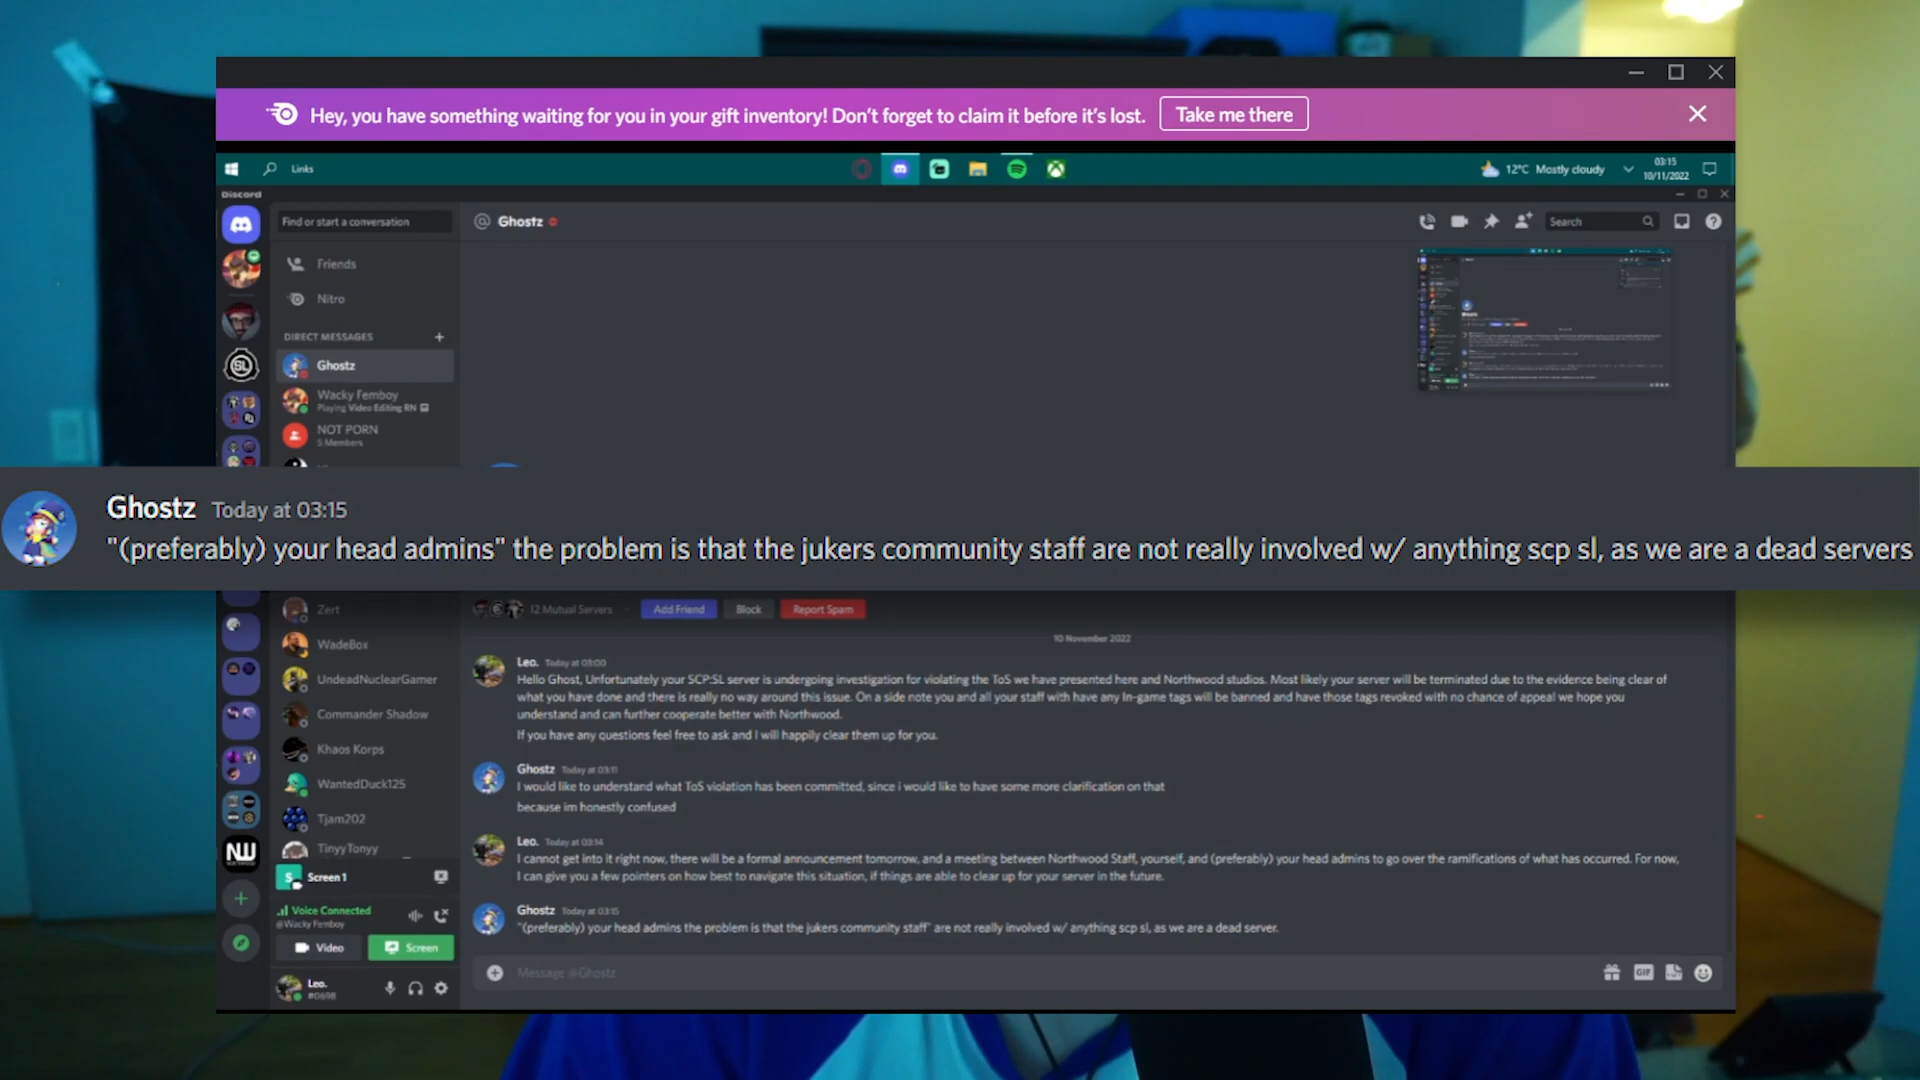 Hey, you have something waiting for you in your gift inventory! Don't forget to claim it before it's lost.
Take me there
Links
12°C Mostly cloudy
03:15
10/11/2022
Discord
Find or start a conversation
@ Ghostz
Search
Friends
Nitro
DIRECT MESSAGES
Ghostz
Wacky Femboy
Playing Video Editing RN
NOT PORN
5 Members
SL
Ghostz Today at 03:15
"(preferably) your head admins" the problem is that the jukers community staff are not really involved w/ anything scp sl, as we are a dead servers
Zert
WadeBox
UndeadNuclearGamer
Commander Shadow
Khaos Korps
WantedDuck125
Tjam202
TinyyTonyy
NW
Screen 1
Voice Connected
@Wacky Femboy
Video
Screen
Leo.
#0698
12 Mutual Servers
Add Friend
Block
Report Spam
10 November 2022
Leo. Today at 03:00
Hello Ghost, Unfortunately your SCP:SL server is undergoing investigation for violating the ToS we have presented here and Northwood studios. Most likely your server will be terminated due to the evidence being clear of
what you have done and there is really no way around this issue. On a side note you and all your staff with have any In-game tags will be banned and have those tags revoked with no chance of appeal we hope you
understand and can further cooperate better with Northwood.
If you have any questions feel free to ask and I will happily clear them up for you.
Ghostz Today at 03:11
I would like to understand what ToS violation has been committed, since i would like to have some more clarification on that
because im honestly confused
Leo. Today at 03:14
I cannot get into it right now, there will be a formal announcement tomorrow, and a meeting between Northwood Staff, yourself, and (preferably) your head admins to go over the ramifications of what has occurred. For now,
I can give you a few pointers on how best to navigate this situation, if things are able to clear up for your server in the future.
Ghostz Today at 03:15
"(preferably) your head admins the problem is that the jukers community staff" are not really involved w/ anything scp sl, as we are a dead server.
Message @Ghostz
GIF